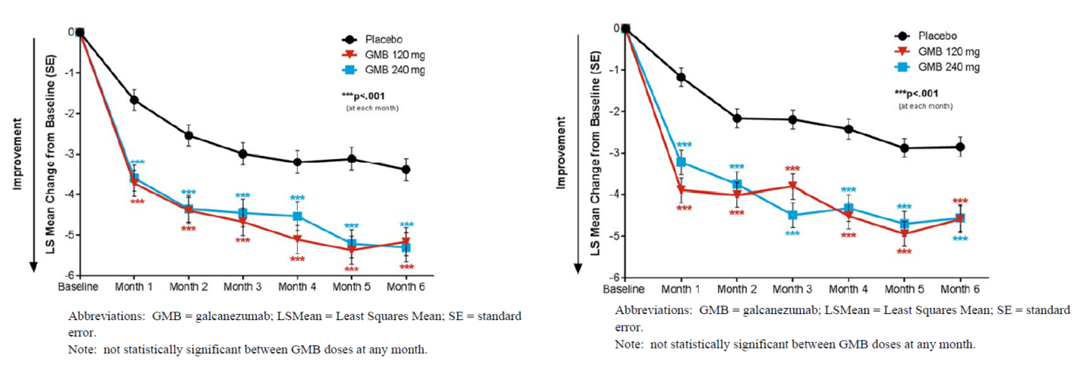 Improvement
LS Mean Change from Baseline (SE)
0
-1
-2
-3
-4
-5
-6
Placebo
GMB 120 mg
GMB 240 mg
***p<.001
(at each month)
***
***
***
***
***
***
***
***
***
***
***
***
Baseline Month 1 Month 2 Month 3 Month 4 Month 5 Month 6
Abbreviations: GMB = galcanezumab; LSMean = Least Squares Mean; SE = standard
error.
Note: not statistically significant between GMB doses at any month.
Improvement
LS Mean Change from Baseline (SE)
0
-1
-2
-3
-4
-5
-6
Placebo
GMB 120 mg
GMB 240 mg
***p<.001
(at each month)
***
***
***
***
***
***
***
***
***
***
***
***
Baseline Month 1 Month 2 Month 3 Month 4 Month 5 Month 6
Abbreviations: GMB = galcanezumab; LSMean = Least Squares Mean; SE = standard
error.
Note: not statistically significant between GMB doses at any month.